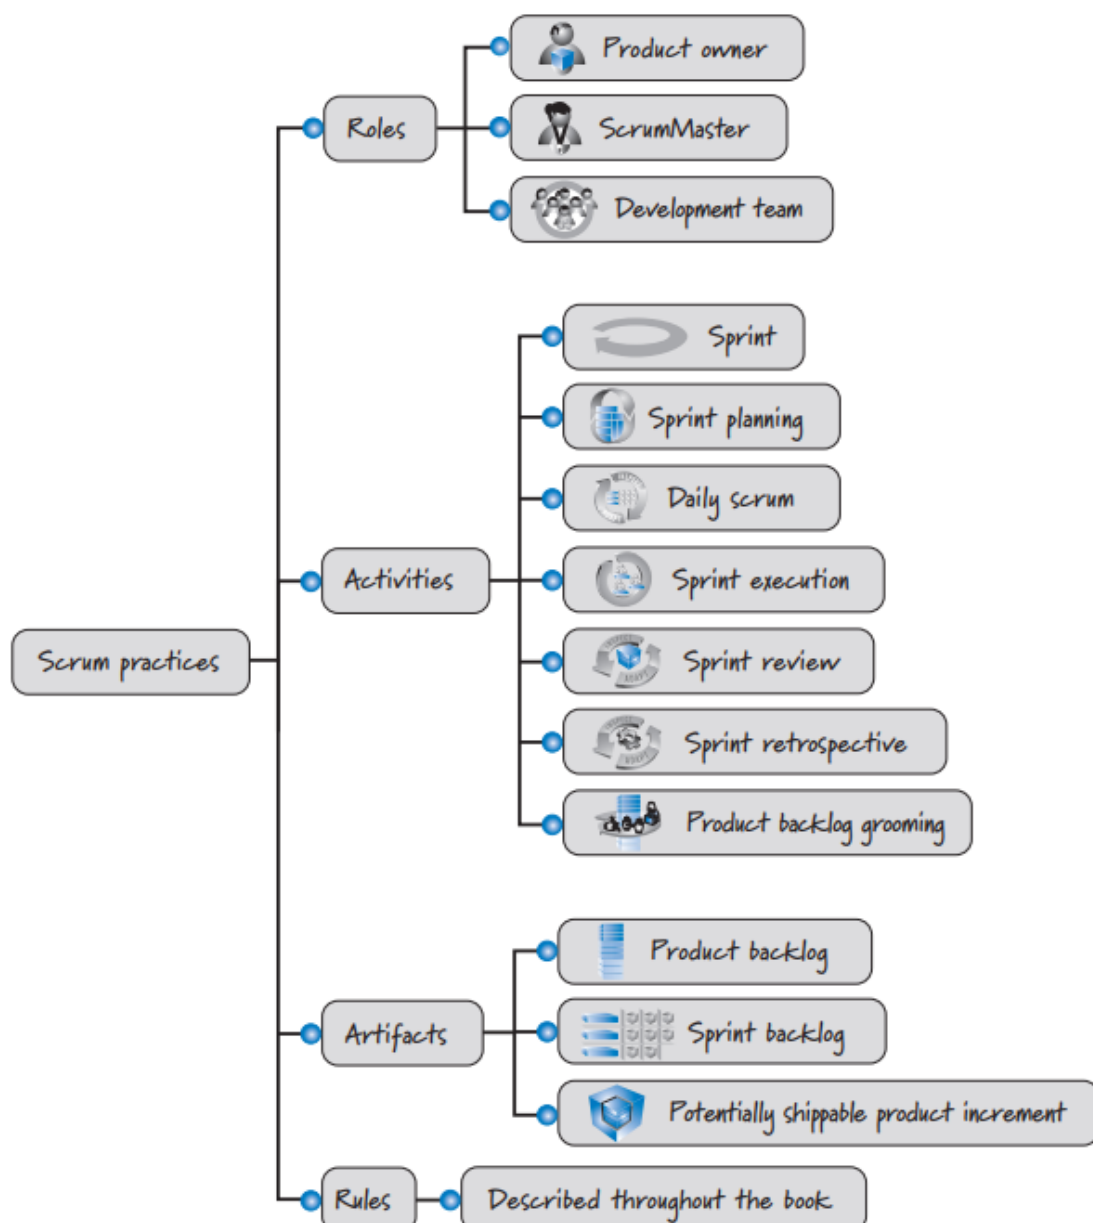 Product owner
Roles
ScrumMaster
Development team
Sprint
Sprint planning
Daily scrum
Activities
Sprint execution
Scrum practices
Sprint review
Sprint retrospective
Product backlog grooming
Product backlog
Artifacts
Sprint backlog
Potentially shippable product increment
Rules
Described throughout the book